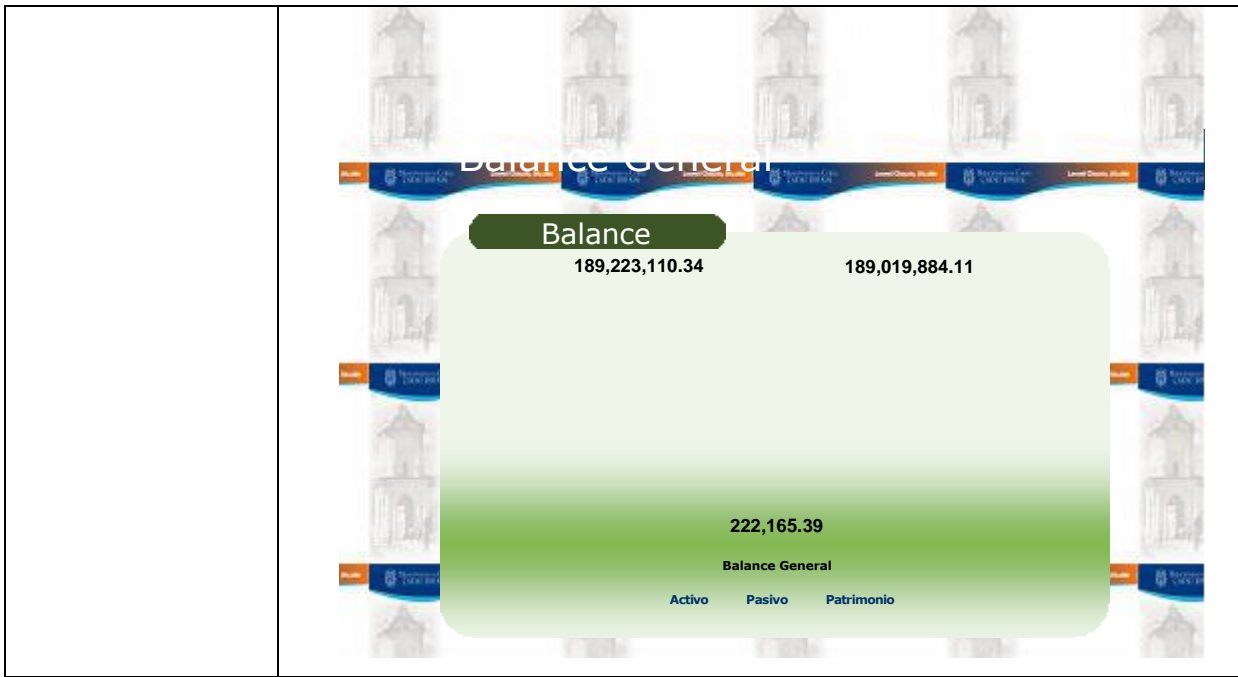 Balance General
Balance
189,223,110.34 189,019,884.11
222,165.39
Balance General
Activo Pasivo Patrimonio